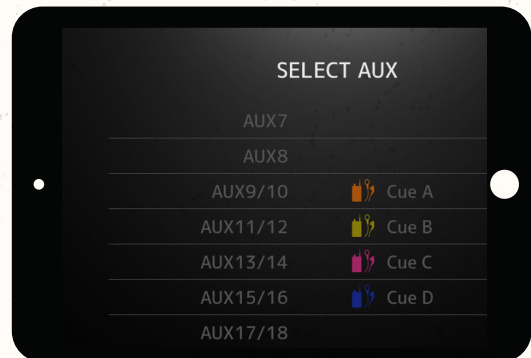 SELECT AUX
AUX7
AUX8
AUX9/10 Cue A
AUX11/12 Cue B
AUX13/14 Cue C
AUX15/16 Cue D
AUX17/18